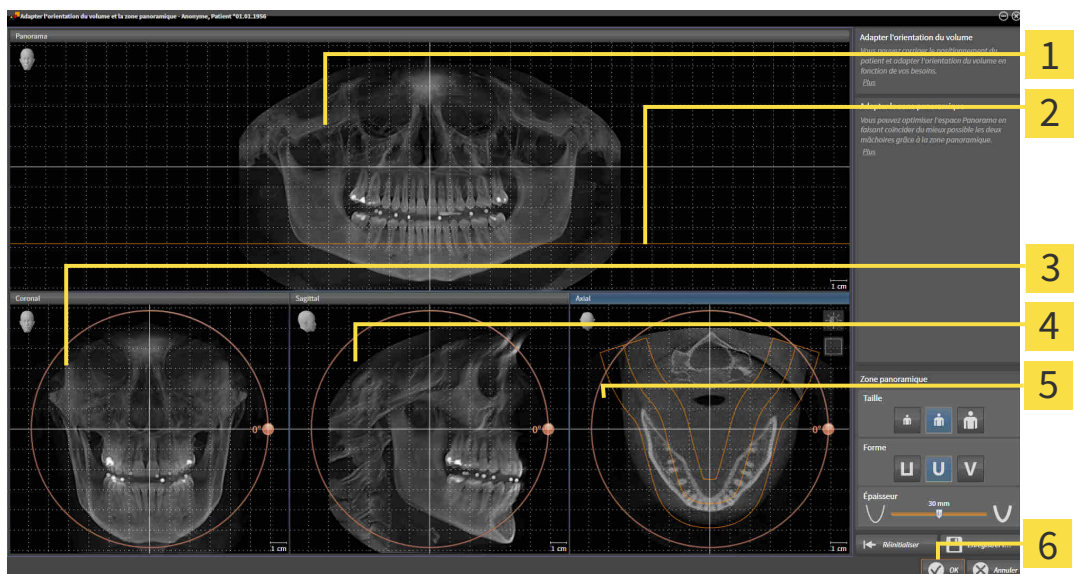 Adapter l'orientation du volume et la zone panoramique - Anonyme, Patient *01.01.1956
Panorama
1 cm
Adapter l'orientation du volume
Vous pouvez corriger le positionnement du
patient et adapter l'orientation du volume en
fonction de vos besoins.
Plus
Adapter la zone panoramique
Vous pouvez optimiser l'espace Panorama en
faisant coïncider du mieux possible les deux
mâchoires grâce à la zone panoramique.
Plus
1
2
3
4
5
6
Coronal
0°
1 cm
Sagittal
0°
1 cm
Axial
0°
1 cm
Zone panoramique
Taille
Forme
U
V
Épaisseur
30 mm
Réinitialiser
OK
Annuler